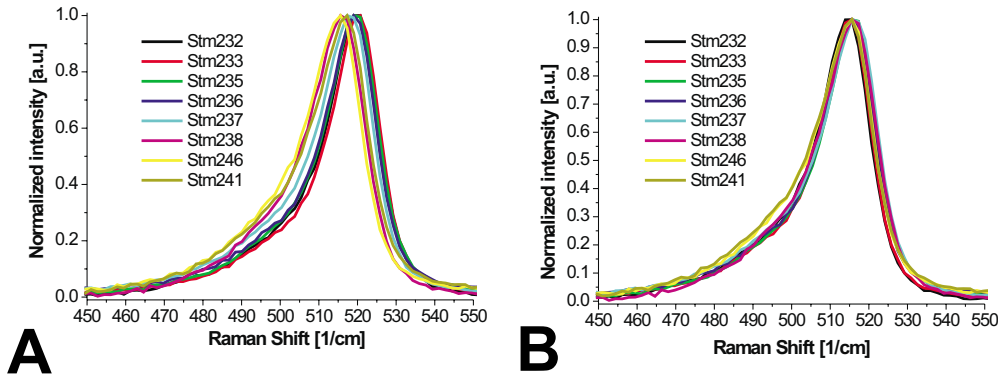 Normalized intensity [a.u.]
1.0
0.8
0.6
0.4
0.2
0.0
Stm232
Stm233
Stm235
Stm236
Stm237
Stm238
Stm246
Stm241
450 460 470 480 490 500 510 520 530 540 550
Raman Shift [1/cm]
A
Normalized intensity [a.u.]
1.0
0.9
0.8
0.7
0.6
0.5
0.4
0.3
0.2
0.1
0.0
Stm232
Stm233
Stm235
Stm236
Stm237
Stm238
Stm246
Stm241
450 460 470 480 490 500 510 520 530 540 550
Raman Shift [1/cm]
B